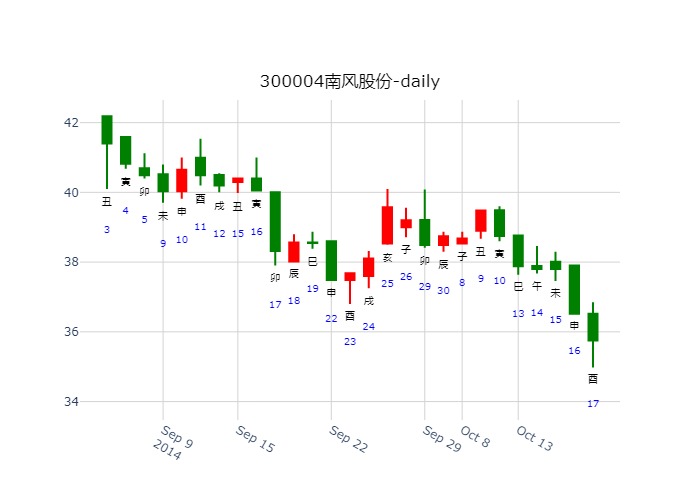 300004南风股份-daily
42
40
38
36
34
丑
寅
卯
未
申
酉
戌
丑
寅
卯
辰
巳
申
酉
戌
亥
子
卯
辰
子
丑
寅
巳
午
未
申
酉
3
4
5
9
10
11
12
15
16
17
18
19
22
23
24
25
26
29
30
8
9
10
13
14
15
16
17
Sep 9
2014
Sep 15
Sep 22
Sep 29
Oct 8
Oct 13